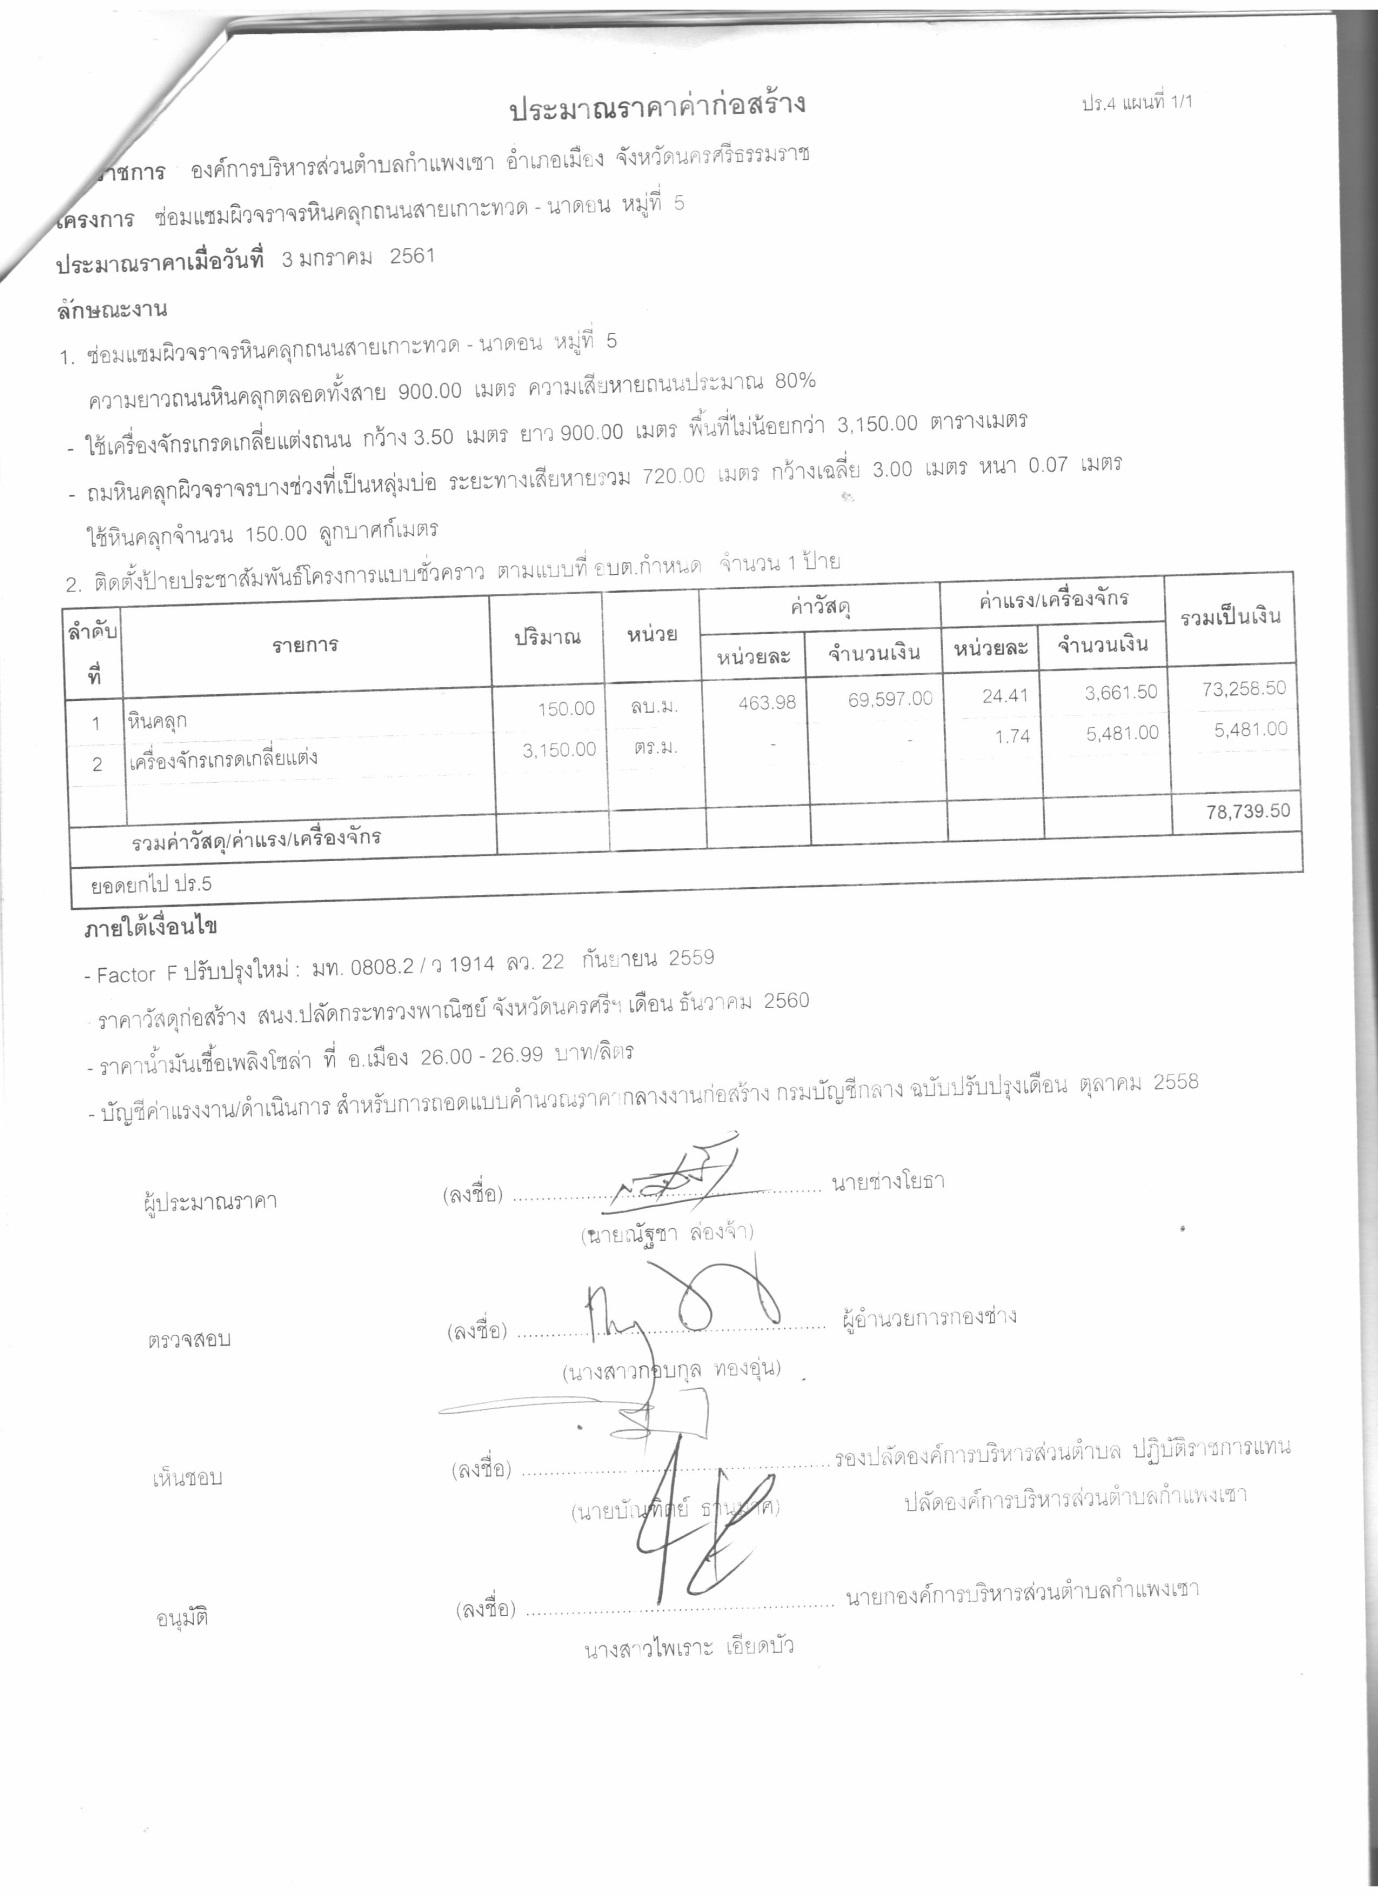 ประมาณราคาค่าก่อสร้าง
ปร.4 แผ่นที่ 1/1
ราชการ องค์การบริหารส่วนตำบลกำแพงเซา อำเภอเมือง จังหวัดนครศรีธรรมราช
โครงการ ซ่อมแซมผิวจราจรหินคลุกถนนสายเกาะทวด - นาดอน หมู่ที่ 5
ประมาณราคาเมื่อวันที่ 3 มกราคม 2561
ลักษณะงาน
1. ซ่อมแซมผิวจราจรหินคลุกถนนสายเกาะทวด - นาดอน หมู่ที่ 5
ความยาวถนนหินคลุกตลอดทั้งสาย 900.00 เมตร ความเสียหายถนนประมาณ 80%
- ใช้เครื่องจักรเกรดเกลี่ยแต่งถนน กว้าง 3.50 เมตร ยาว 900.00 เมตร พื้นที่ไม่น้อยกว่า 3,150.00 ตารางเมตร
- ถมหินคลุกผิวจราจรบางช่วงที่เป็นหลุ่มบ่อ ระยะทางเสียหายรวม 720.00 เมตร กว้างเฉลี่ย 3.00 เมตร หนา 0.07 เมตร
ใช้หินคลุกจำนวน 150.00 ลูกบาศก์เมตร
2. ติดตั้งป้ายประชาสัมพันธ์โครงการแบบชั่วคราว ตามแบบที่ อบต.กำหนด จำนวน 1 ป้าย
ลำดับที่ รายการ ปริมาณ หน่วย ค่าวัสดุ ค่าแรง/เครื่องจักร รวมเป็นเงิน
หน่วยละ จำนวนเงิน หน่วยละ จำนวนเงิน
1 หินคลุก 150.00 ลบ.ม. 463.98 69,597.00 24.41 3,661.50 73,258.50
2 เครื่องจักรเกรดเกลี่ยแต่ง 3,150.00 ตร.ม. - - 1.74 5,481.00 5,481.00
รวมค่าวัสดุ/ค่าแรง/เครื่องจักร 78,739.50
ยอดยกไป ปร.5
ภายใต้เงื่อนไข
- Factor F ปรับปรุงใหม่ : มท. 0808.2 / ว 1914 ลว. 22 กันยายน 2559
- ราคาวัสดุก่อสร้าง สนง.ปลัดกระทรวงพาณิชย์ จังหวัดนครศรีฯ เดือน ธันวาคม 2560
- ราคาน้ำมันเชื้อเพลิงโซล่า ที่ อ.เมือง 26.00 - 26.99 บาท/ลิตร
- บัญชีค่าแรงงาน/ดำเนินการ สำหรับการถอดแบบคำนวณราคากลางงานก่อสร้าง กรมบัญชีกลาง ฉบับปรับปรุงเดือน ตุลาคม 2558
ผู้ประมาณราคา (ลงชื่อ) นายช่างโยธา
(นายณัฐชา ล่องจ้า)
ตรวจสอบ (ลงชื่อ) ผู้อำนวยการกองช่าง
(นางสาวกอบกุล ทองอุ่น)
เห็นชอบ (ลงชื่อ) รองปลัดองค์การบริหารส่วนตำบล ปฏิบัติราชการแทน
(นายบัณฑิตย์ ปลัดองค์การบริหารส่วนตำบลกำแพงเซา
อนุมัติ (ลงชื่อ) นายกองค์การบริหารส่วนตำบลกำแพงเซา
นางสาวไพเราะ เอียดบัว